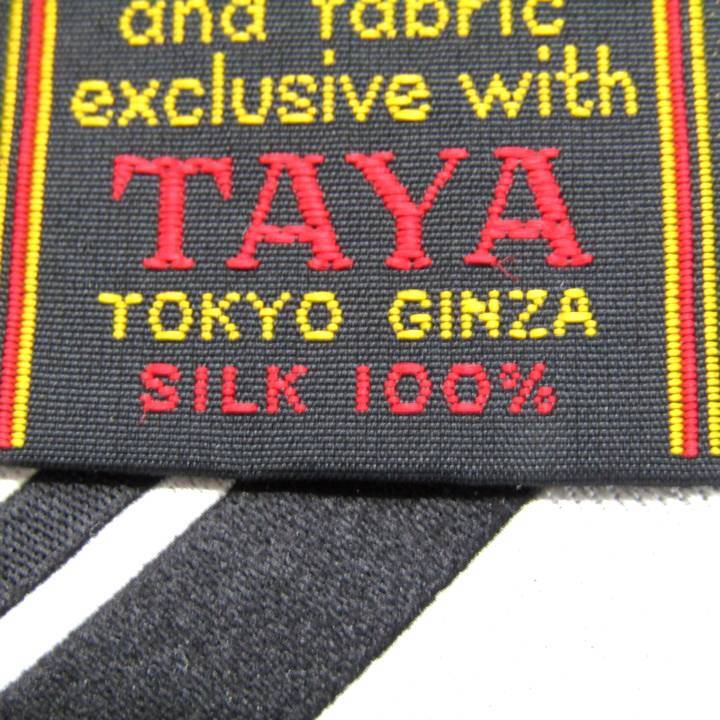 and fabric
exclusive with
TAYA
TOKYO GINZA
SILK 100%